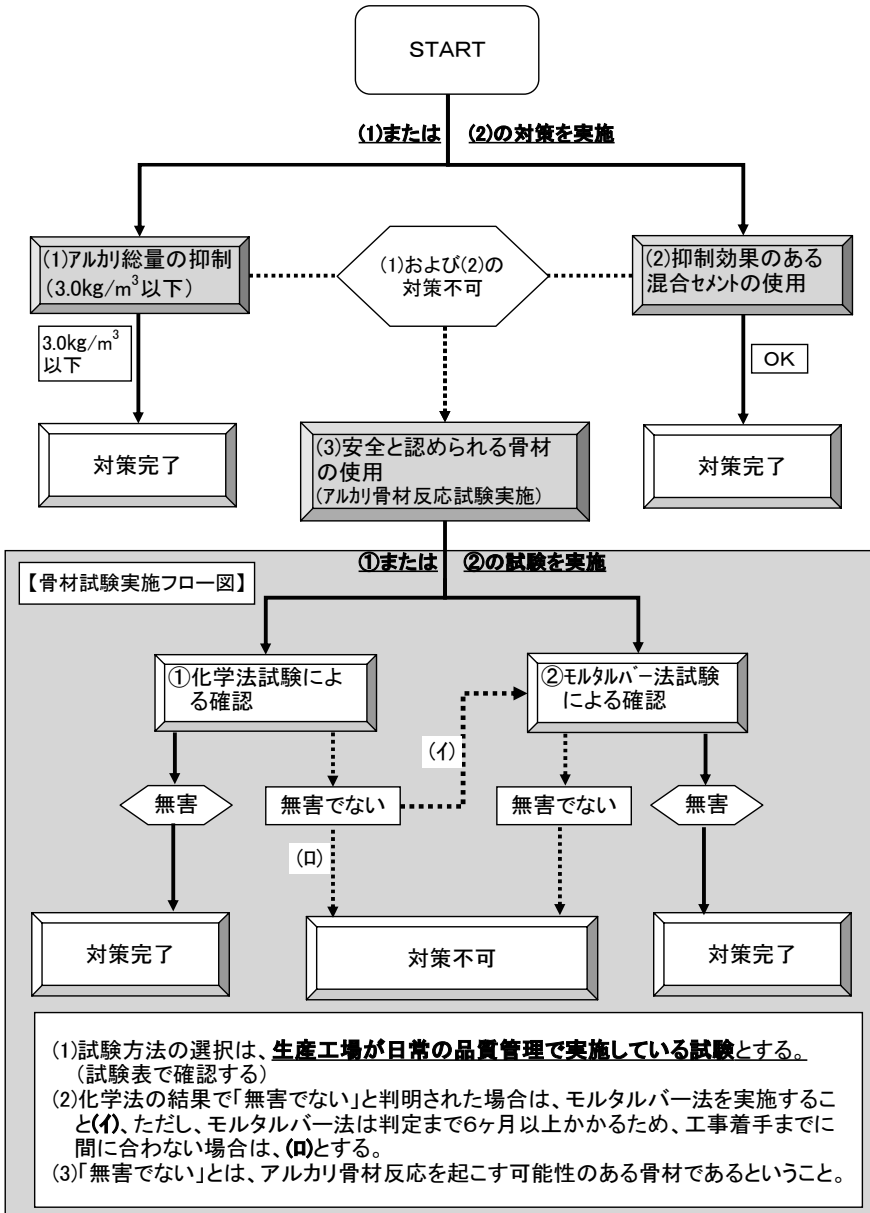 START
(1)または (2)の対策を実施
(1)アルカリ総量の抑制
(3.0kg/m³以下)
(1)および(2)の
対策不可
(2)抑制効果のある
混合セメントの使用
3.0kg/m³
以下
OK
対策完了
(3)安全と認められる骨材
の使用
(アルカリ骨材反応試験実施)
対策完了
①または ②の試験を実施
【骨材試験実施フロー図】
①化学法試験によ
る確認
②モルタルバー法試験
による確認
(イ)
無害
無害でない
無害でない
無害
(ロ)
対策完了
対策不可
対策完了
(1)試験方法の選択は、生産工場が日常の品質管理で実施している試験とする。
(試験表で確認する)
(2)化学法の結果で「無害でない」と判明された場合は、モルタルバー法を実施するこ
と(イ)、ただし、モルタルバー法は判定まで6ヶ月以上かかるため、工事着手までに
間に合わない場合は、(ロ)とする。
(3)「無害でない」とは、アルカリ骨材反応を起こす可能性のある骨材であるということ。